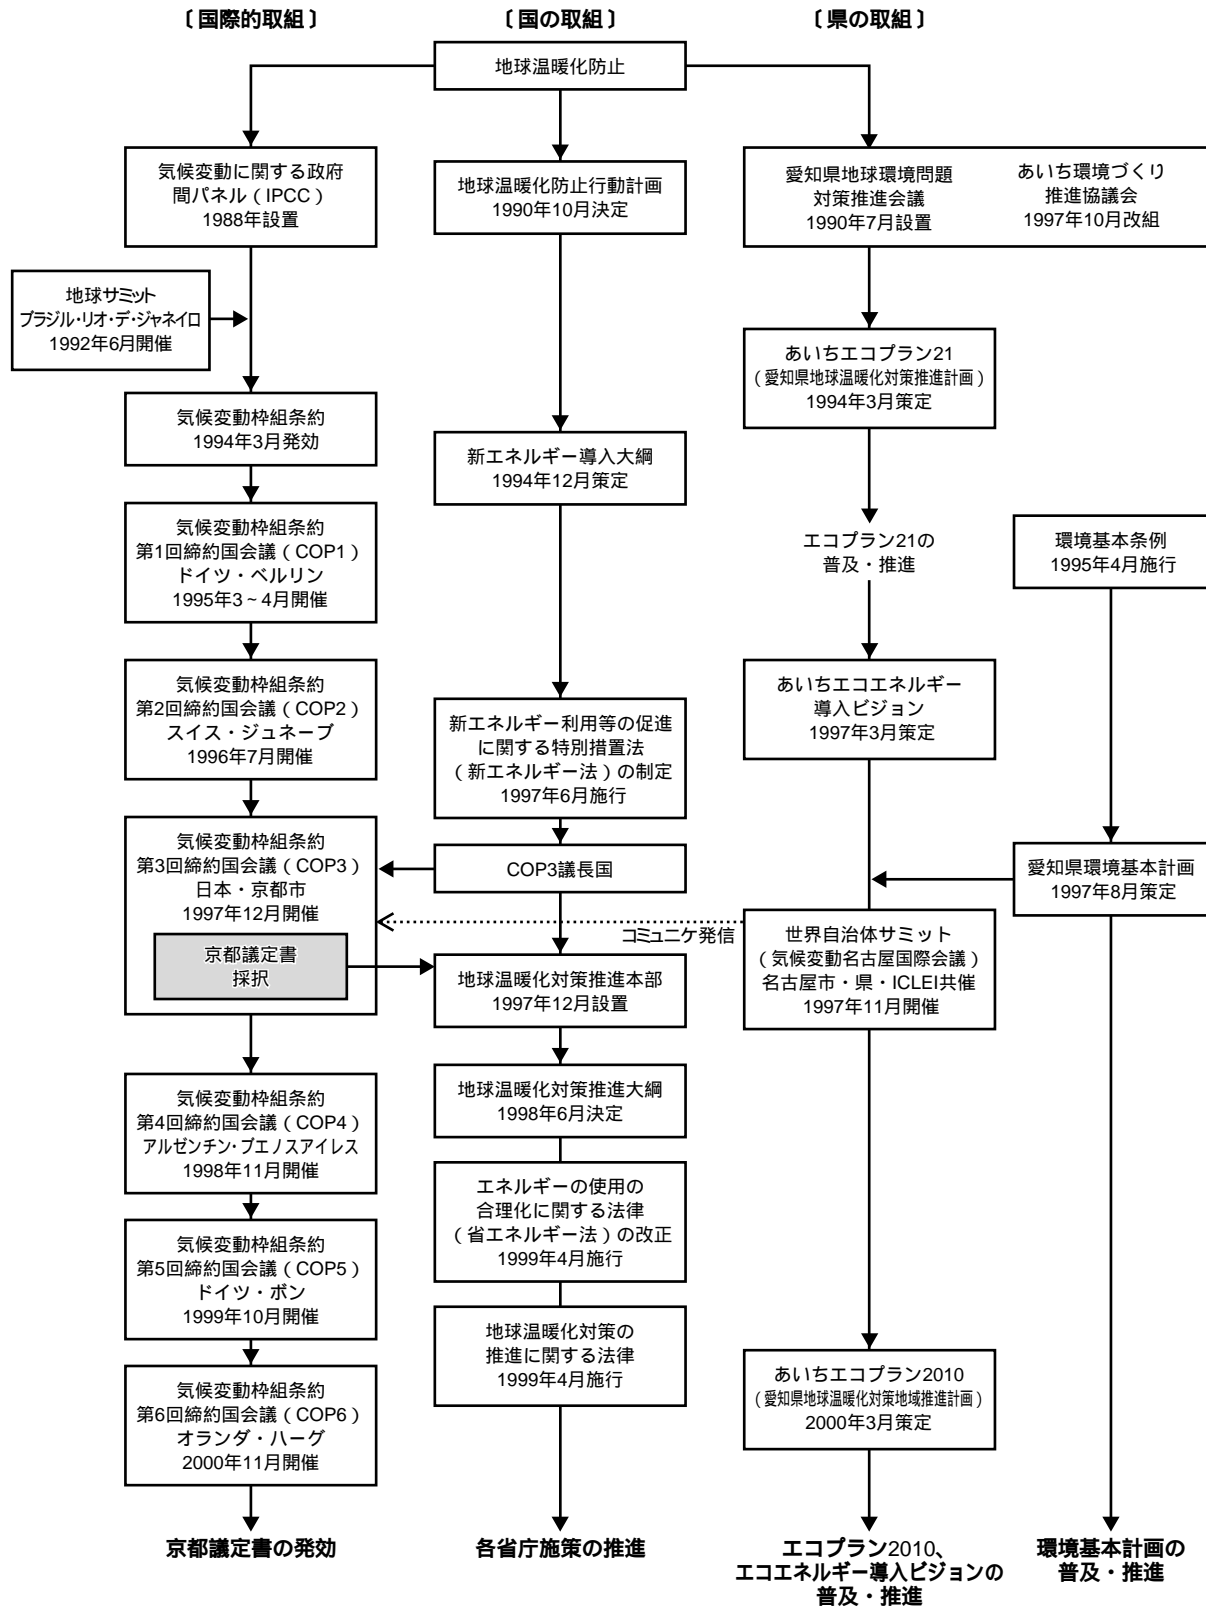 〔国際的取組〕
〔国の取組〕
〔県の取組〕
地球温暖化防止
気候変動に関する政府
間パネル(IPCC)
1988年設置
地球サミット
ブラジル・リオ・デ・ジャネイロ
1992年6月開催
気候変動枠組条約
1994年3月発効
気候変動枠組条約
第1回締約国会議(COP1)
ドイツ・ベルリン
1995年3~4月開催
気候変動枠組条約
第2回締約国会議(COP2)
スイス・ジュネーブ
1996年7月開催
気候変動枠組条約
第3回締約国会議(COP3)
日本・京都市
1997年12月開催
京都議定書
採択
気候変動枠組条約
第4回締約国会議(COP4)
アルゼンチン・ブエノスアイレス
1998年11月開催
気候変動枠組条約
第5回締約国会議(COP5)
ドイツ・ボン
1999年10月開催
気候変動枠組条約
第6回締約国会議(COP6)
オランダ・ハーグ
2000年11月開催
京都議定書の発効
地球温暖化防止行動計画
1990年10月決定
新エネルギー導入大綱
1994年12月策定
新エネルギー利用等の促進
に関する特別措置法
(新エネルギー法)の制定
1997年6月施行
COP3議長国
コミュニケ発信
地球温暖化対策推進本部
1997年12月設置
地球温暖化対策推進大綱
1998年6月決定
エネルギーの使用の
合理化に関する法律
(省エネルギー法)の改正
1999年4月施行
地球温暖化対策の
推進に関する法律
1999年4月施行
各省庁施策の推進
愛知県地球環境問題
対策推進会議
1990年7月設置
あいち環境づくり
推進協議会
1997年10月改組
あいちエコプラン21
(愛知県地球温暖化対策推進計画)
1994年3月策定
エコプラン21の
普及・推進
あいちエコエネルギー
導入ビジョン
1997年3月策定
世界自治体サミット
(気候変動名古屋国際会議)
名古屋市・県・ICLEI共催
1997年11月開催
あいちエコプラン2010
(愛知県地球温暖化対策地域推進計画)
2000年3月策定
エコプラン2010、
エコエネルギー導入ビジョンの
普及・推進
環境基本条例
1995年4月施行
愛知県環境基本計画
1997年8月策定
環境基本計画の
普及・推進